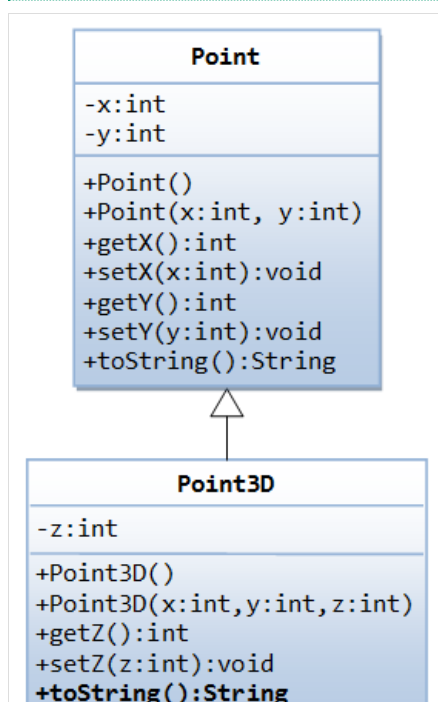 Point
-x:int
-y:int
+Point()
+Point(x:int, y:int)
+getX():int
+setX(x:int):void
+getY():int
+setY(y:int):void
+toString():String
Point3D
-z:int
+Point3D()
+Point3D(x:int,y:int,z:int)
+getZ():int
+setZ(z:int):void
+toString():String